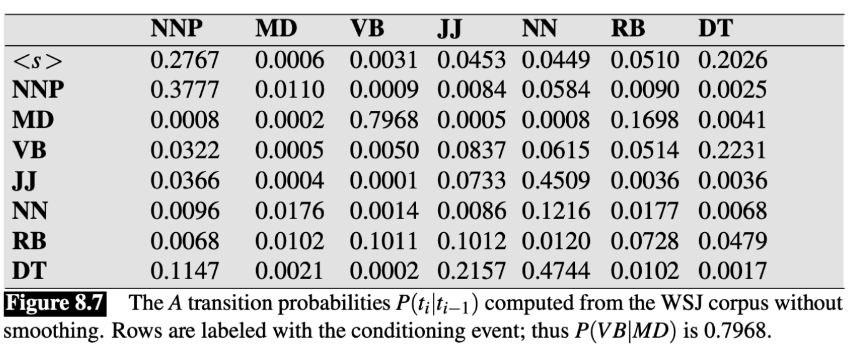 NNP MD VB JJ NN RB DT
<s> 0.2767 0.0006 0.0031 0.0453 0.0449 0.0510 0.2026
NNP 0.3777 0.0110 0.0009 0.0084 0.0584 0.0090 0.0025
MD 0.0008 0.0002 0.7968 0.0005 0.0008 0.1698 0.0041
VB 0.0322 0.0005 0.0050 0.0837 0.0615 0.0514 0.2231
JJ 0.0366 0.0004 0.0001 0.0733 0.4509 0.0036 0.0036
NN 0.0096 0.0176 0.0014 0.0086 0.1216 0.0177 0.0068
RB 0.0068 0.0102 0.1011 0.1012 0.0120 0.0728 0.0479
DT 0.1147 0.0021 0.0002 0.2157 0.4744 0.0102 0.0017
Figure 8.7 The A transition probabilities P(tᵢ|tᵢ₋₁) computed from the WSJ corpus without
smoothing. Rows are labeled with the conditioning event; thus P(VB|MD) is 0.7968.